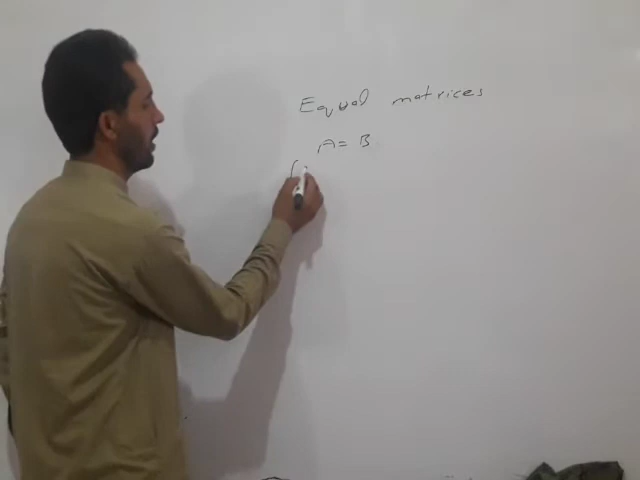 Equal matrices
A = B
(